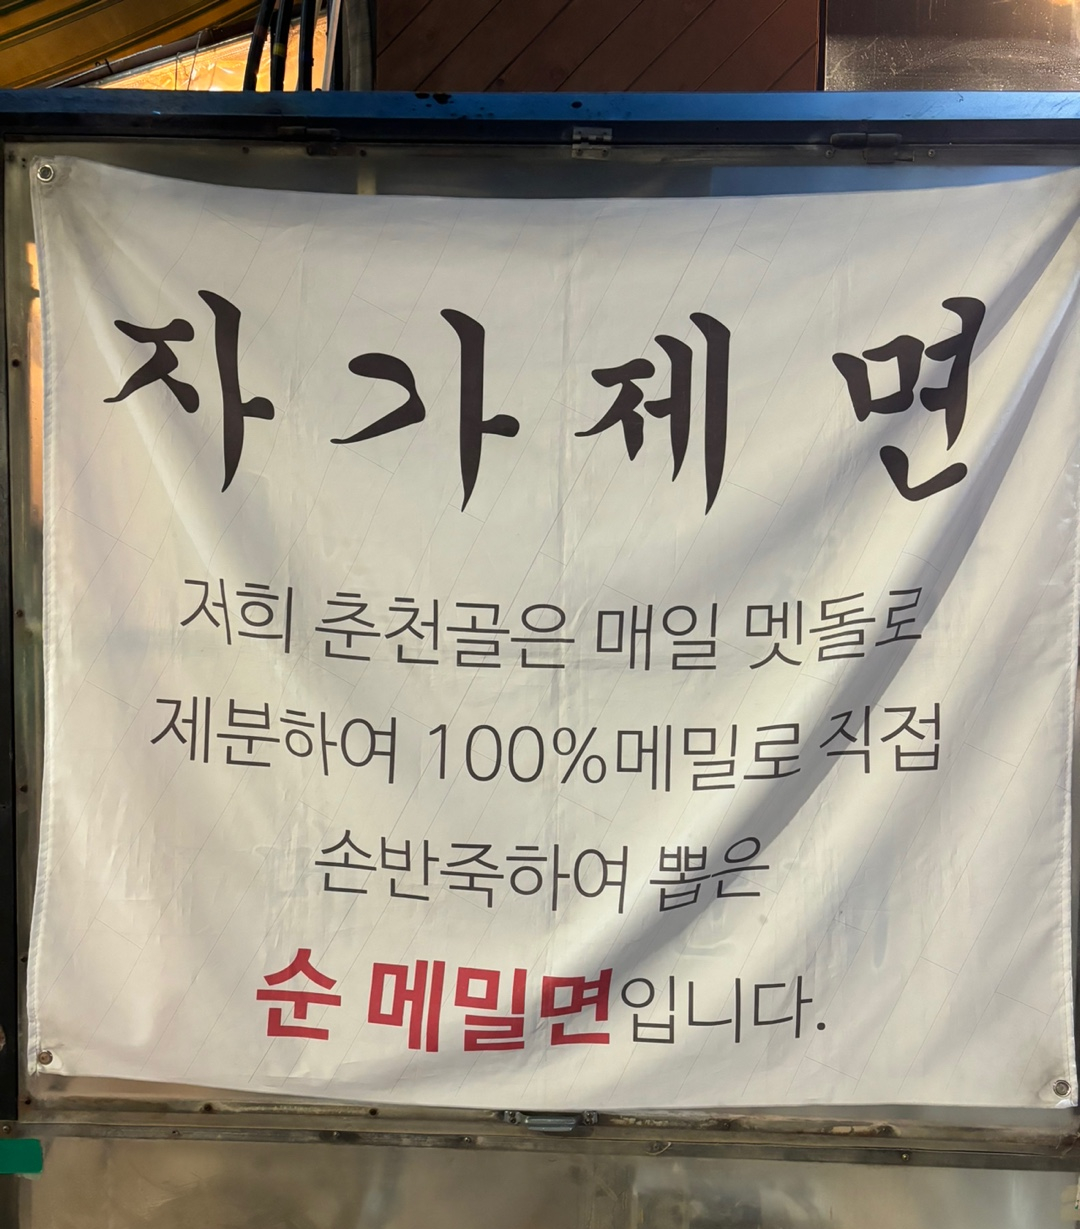 자가제면
저희 춘천골은 매일 멧돌로
제분하여 100%메밀로 직접
손반죽하여 뽑은
순 메밀면입니다.